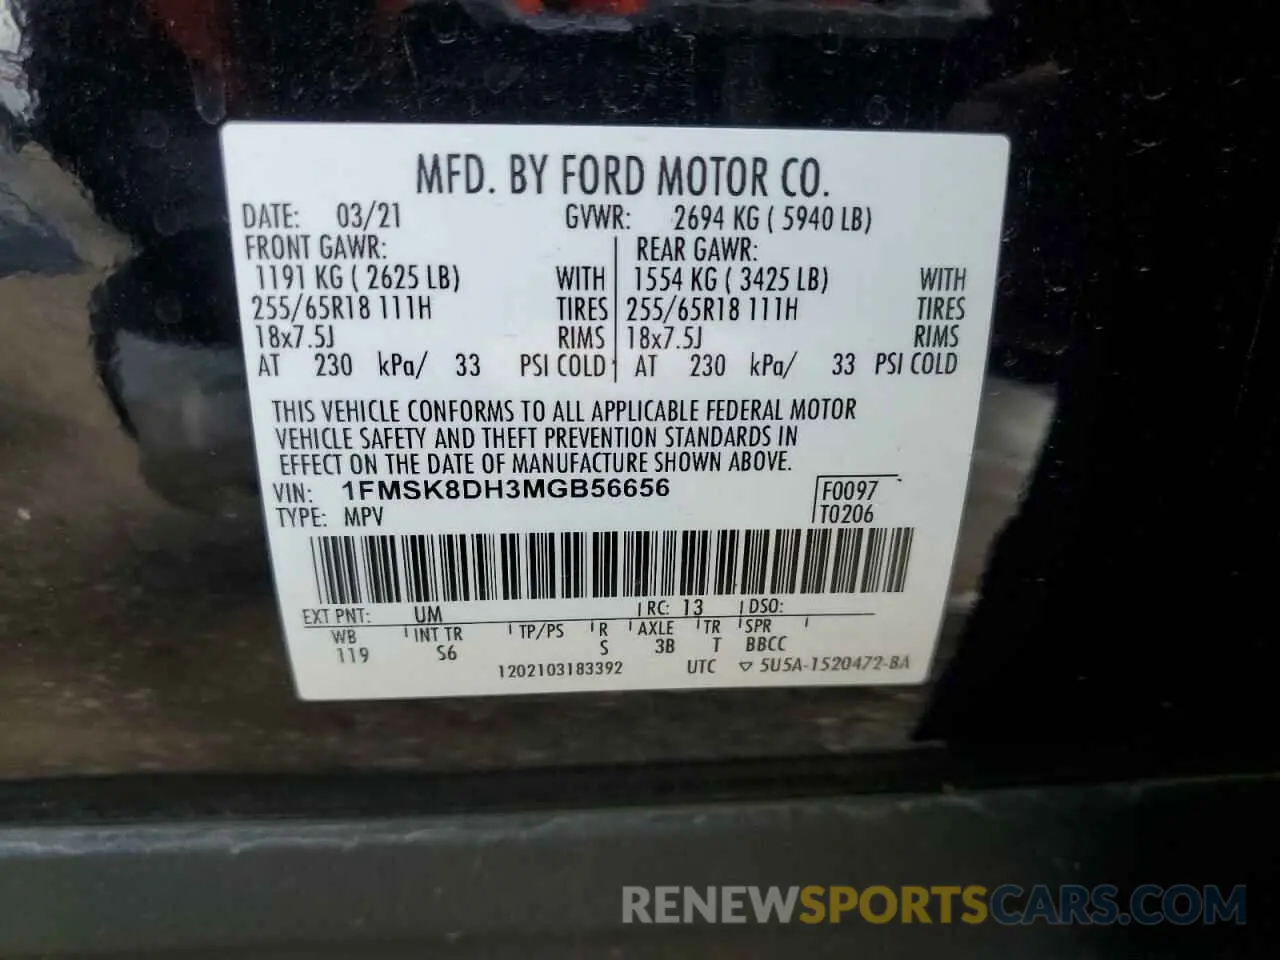 MFD. BY FORD MOTOR CO.
DATE: 03/21 GVWR: 2694 KG ( 5940 LB)
FRONT GAWR: REAR GAWR:
1191 KG ( 2625 LB) WITH 1554 KG ( 3425 LB) WITH
255/65R18 111H TIRES 255/65R18 111H TIRES
18x7.5J RIMS 18x7.5J RIMS
AT 230 kPa/ 33 PSI COLD AT 230 kPa/ 33 PSI COLD
THIS VEHICLE CONFORMS TO ALL APPLICABLE FEDERAL MOTOR
VEHICLE SAFETY AND THEFT PREVENTION STANDARDS IN
EFFECT ON THE DATE OF MANUFACTURE SHOWN ABOVE.
VIN: 1FMSK8DH3MGB56656 F0097
TYPE: MPV T0206
EXT PNT: UM RC: 13 DSO:
WB INT TR TP/PS R AXLE TR SPR
119 S6 S 3B T BBCC
1202103183392 UTC ▽ 5U5A-1520472-BA
RENEWSPORTSCARS.COM